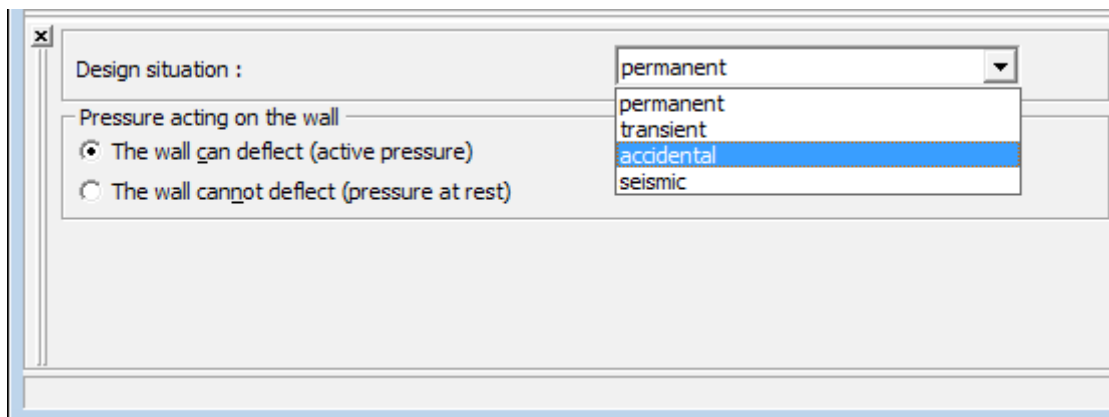 Design situation :
permanent
permanent
transient
accidental
seismic
Pressure acting on the wall
The wall can deflect (active pressure)
The wall cannot deflect (pressure at rest)